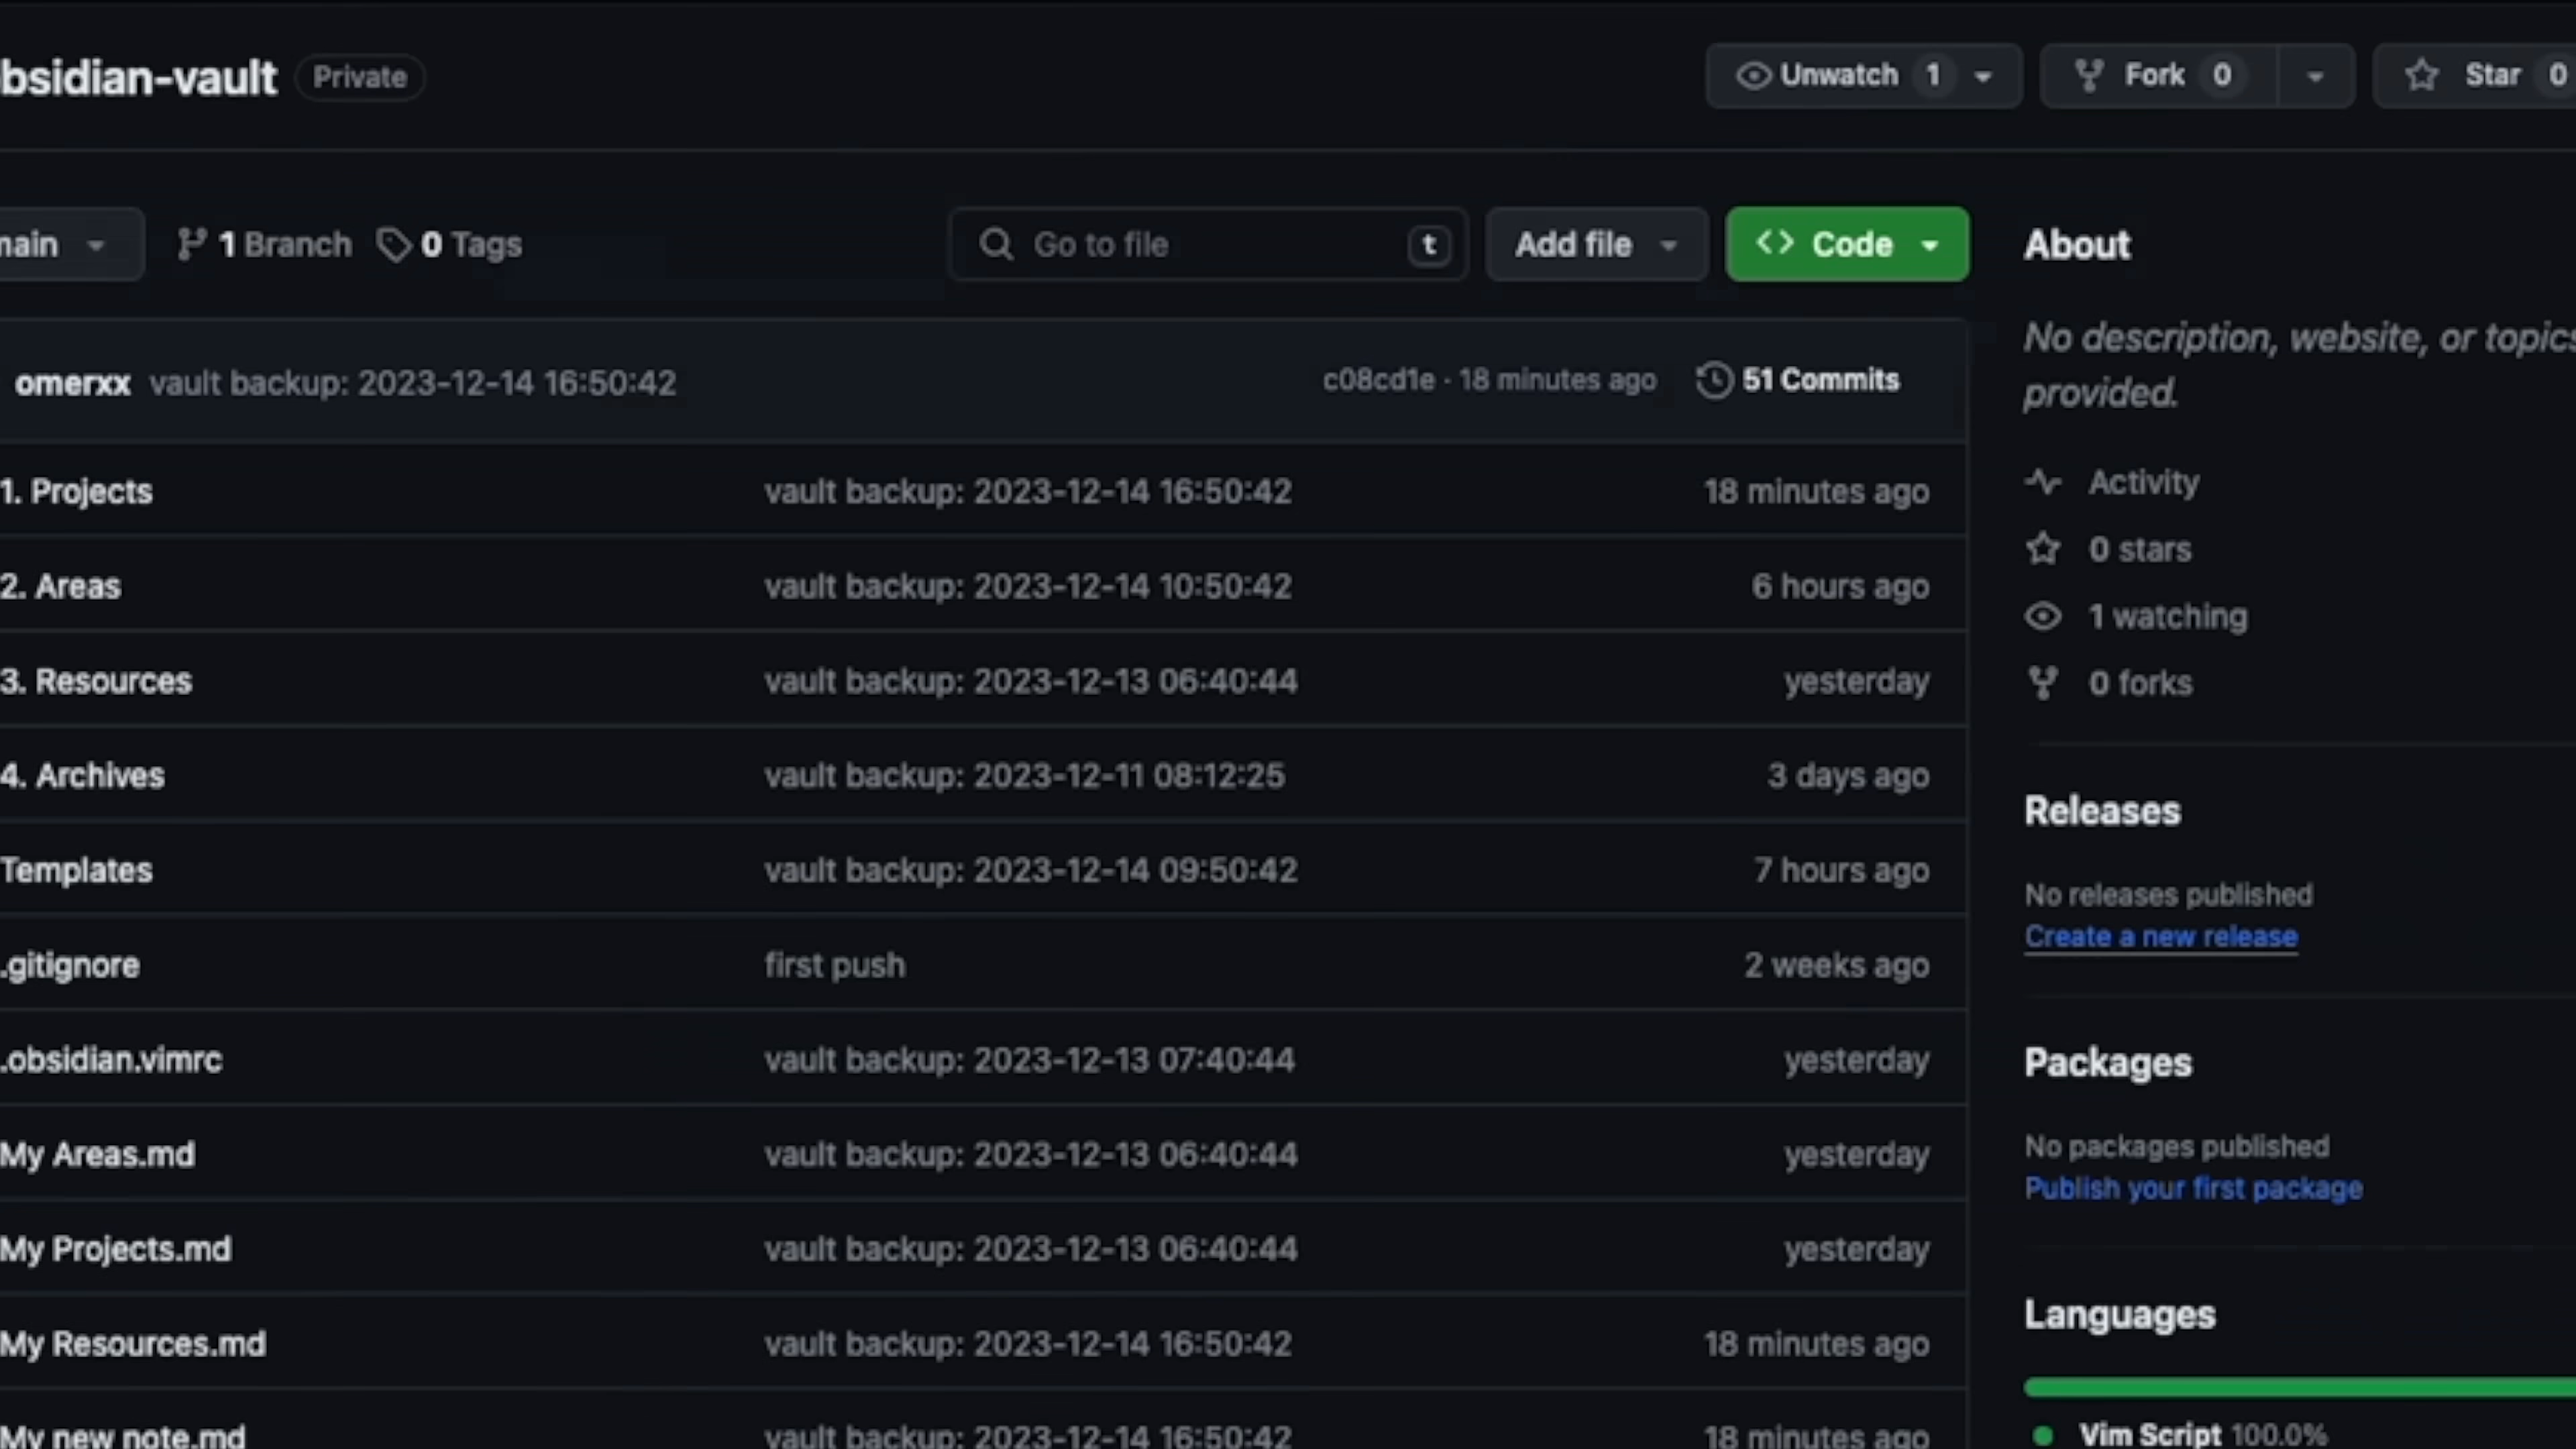 bsidian-vault Private Unwatch 1 Fork 0 Star 0
main 1 Branch 0 Tags Go to file t Add file Code
omerxx vault backup: 2023-12-14 16:50:42 c08cd1e · 18 minutes ago 51 Commits
1. Projects vault backup: 2023-12-14 16:50:42 18 minutes ago
2. Areas vault backup: 2023-12-14 10:50:42 6 hours ago
3. Resources vault backup: 2023-12-13 06:40:44 yesterday
4. Archives vault backup: 2023-12-11 08:12:25 3 days ago
Templates vault backup: 2023-12-14 09:50:42 7 hours ago
.gitignore first push 2 weeks ago
.obsidian.vimrc vault backup: 2023-12-13 07:40:44 yesterday
My Areas.md vault backup: 2023-12-13 06:40:44 yesterday
My Projects.md vault backup: 2023-12-13 06:40:44 yesterday
My Resources.md vault backup: 2023-12-14 16:50:42 18 minutes ago
My new note.md vault backup: 2023-12-14 16:50:42 18 minutes ago
About
No description, website, or topics
provided.
Activity
0 stars
1 watching
0 forks
Releases
No releases published
Create a new release
Packages
No packages published
Publish your first package
Languages
Vim Script 100.0%